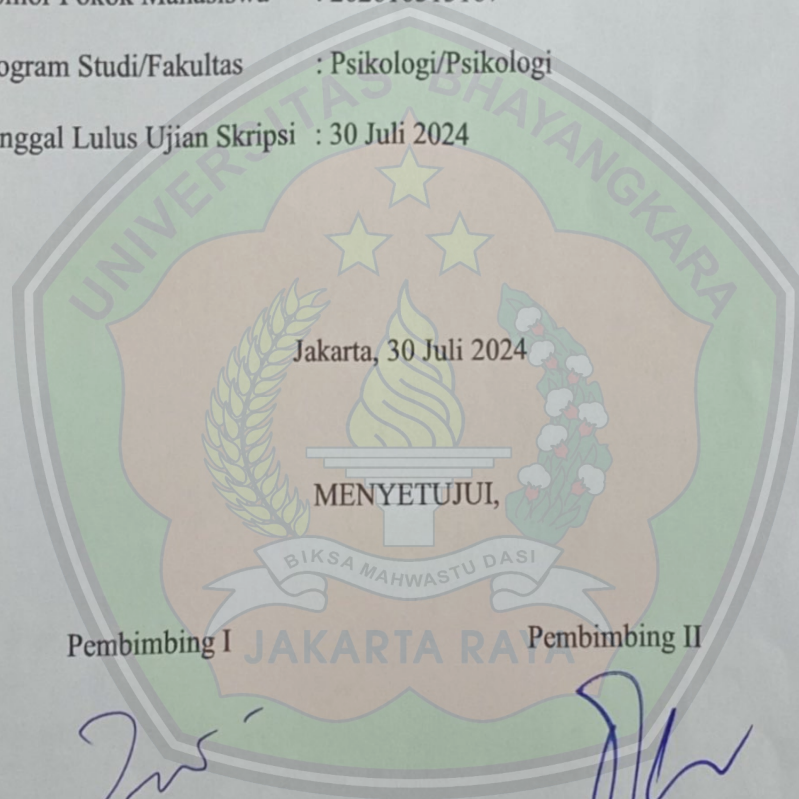 ogram Studi/Fakultas : Psikologi/Psikologi
nggal Lulus Ujian Skripsi : 30 Juli 2024
UNIVERSITAS BHAYANGKARA
Jakarta, 30 Juli 2024
MENYETUJUI,
BIKSA MAHWASTU DASI
JAKARTA RAYA
Pembimbing I Pembimbing II